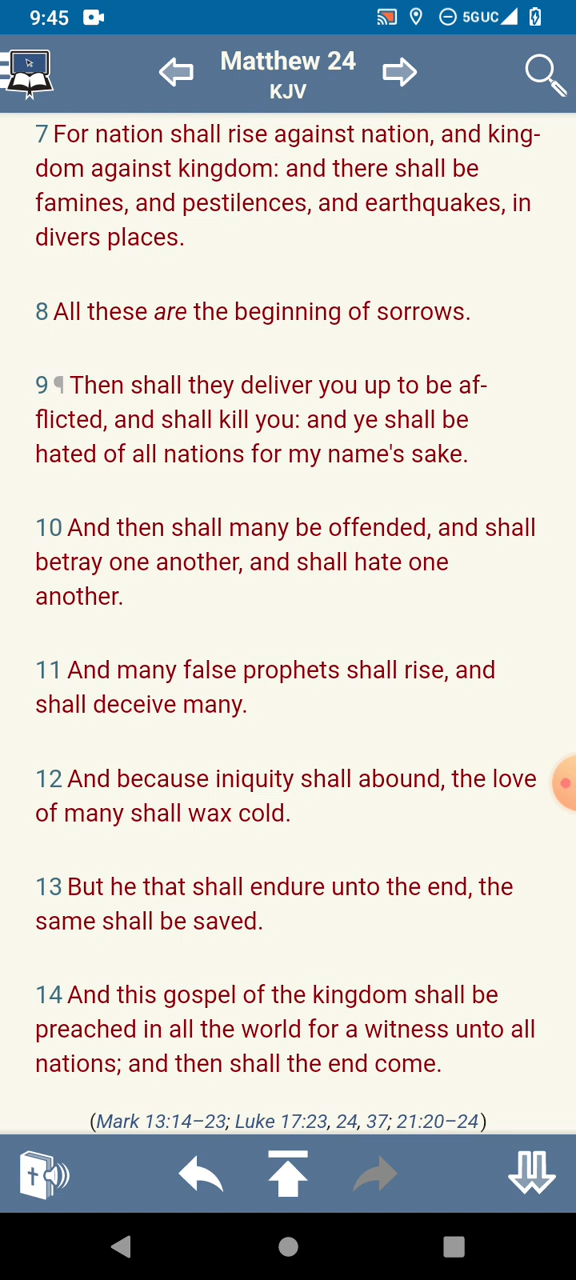 9:45 5GUC
Matthew 24
KJV
7 For nation shall rise against nation, and king-
dom against kingdom: and there shall be
famines, and pestilences, and earthquakes, in
divers places.
8 All these are the beginning of sorrows.
9 ¶ Then shall they deliver you up to be af-
flicted, and shall kill you: and ye shall be
hated of all nations for my name's sake.
10 And then shall many be offended, and shall
betray one another, and shall hate one
another.
11 And many false prophets shall rise, and
shall deceive many.
12 And because iniquity shall abound, the love
of many shall wax cold.
13 But he that shall endure unto the end, the
same shall be saved.
14 And this gospel of the kingdom shall be
preached in all the world for a witness unto all
nations; and then shall the end come.
(Mark 13:14–23; Luke 17:23, 24, 37; 21:20–24)